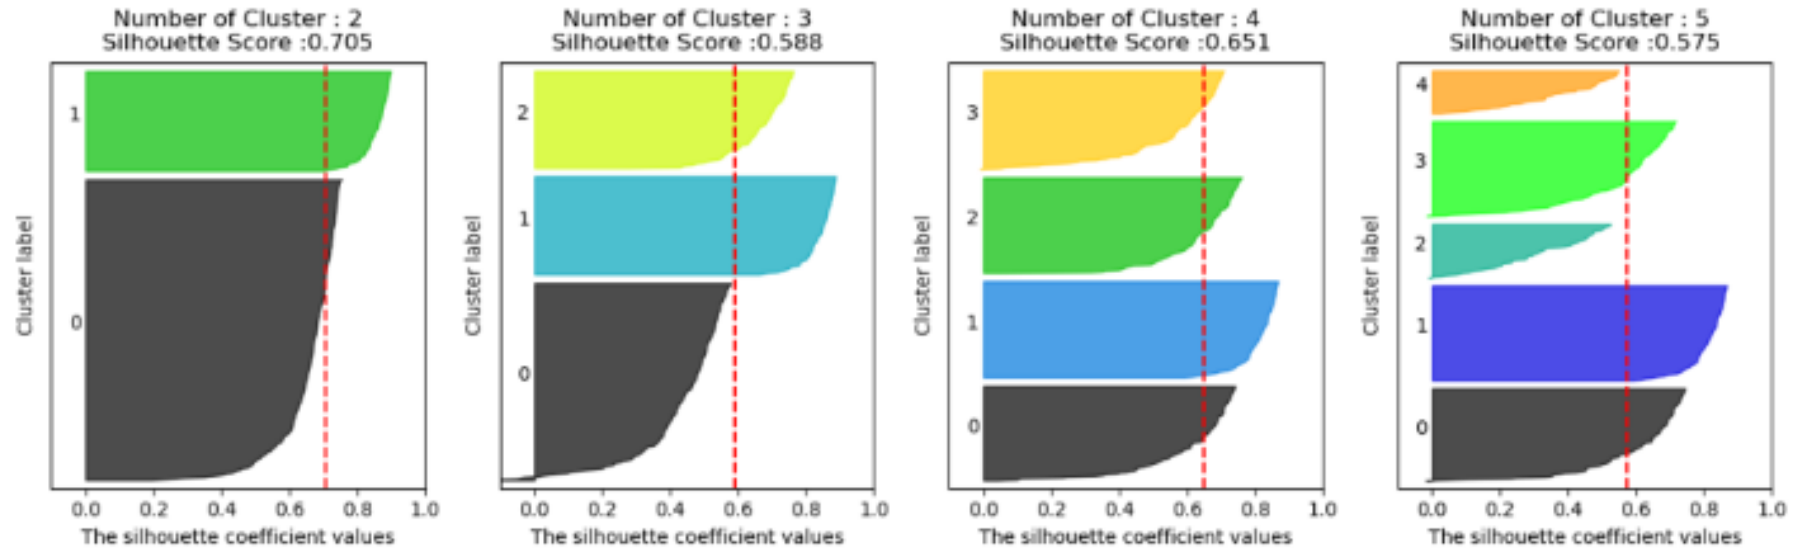 Number of Cluster : 2
Silhouette Score :0.705
1
0
Cluster label
0.0 0.2 0.4 0.6 0.8 1.0
The silhouette coefficient values
Number of Cluster : 3
Silhouette Score :0.588
2
1
0
Cluster label
0.0 0.2 0.4 0.6 0.8 1.0
The silhouette coefficient values
Number of Cluster : 4
Silhouette Score :0.651
3
2
1
0
Cluster label
0.0 0.2 0.4 0.6 0.8 1.0
The silhouette coefficient values
Number of Cluster : 5
Silhouette Score :0.575
4
3
2
1
0
Cluster label
0.0 0.2 0.4 0.6 0.8 1.0
The silhouette coefficient values